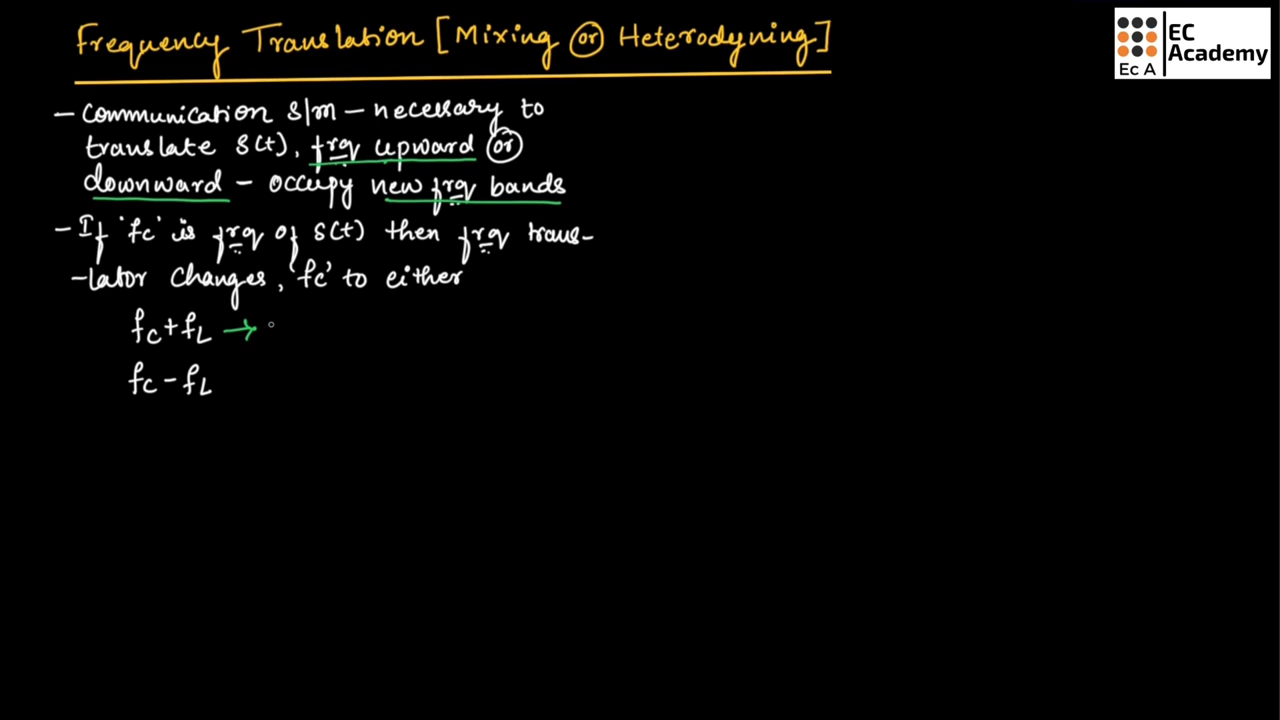 Frequency Translation [Mixing or Heterodyning]
EC Academy
Ec A
- Communication S/m - necessary to
translate S(t), frq upward or
downward - occupy new frq bands
- If 'fc' is frq of S(t) then frq trans-
-lator changes, 'fc' to either
fc+fL →
fc-fL